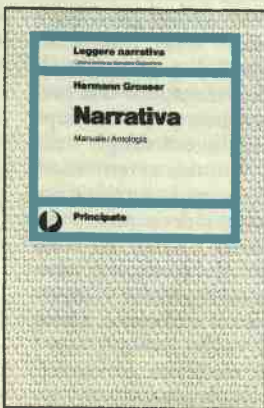 Leggere narrativa
Hermann Grosser
Narrativa
Manuale/Antologia
Principato